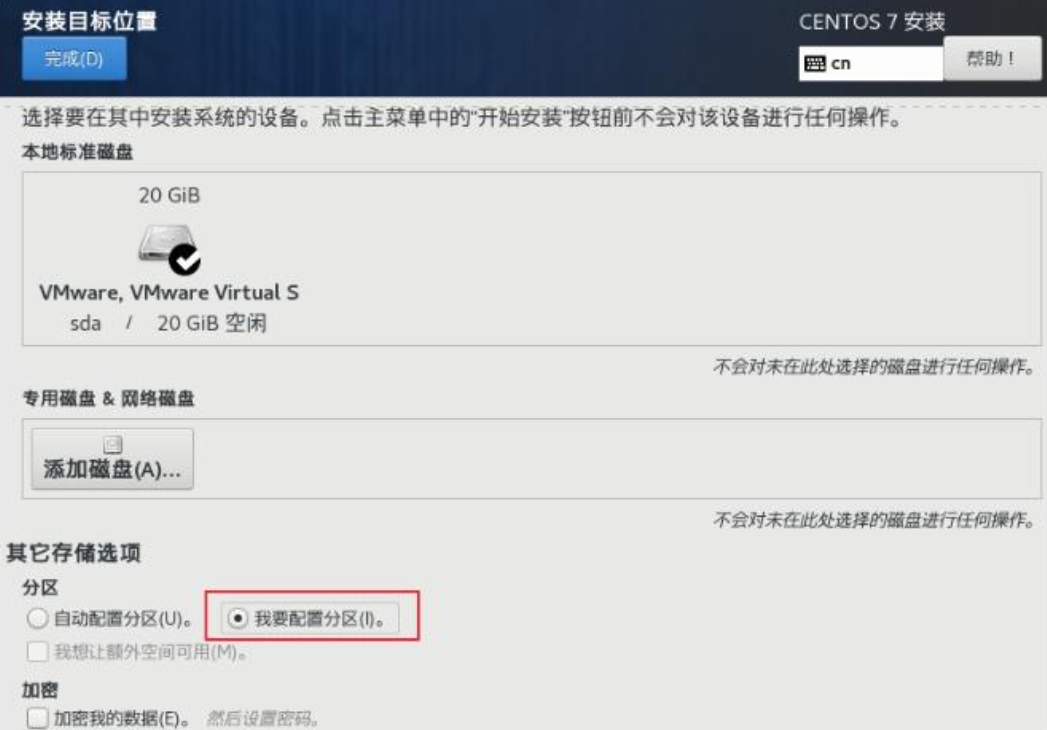 安装目标位置
CENTOS 7 安装
完成(D)
cn
帮助！
选择要在其中安装系统的设备。点击主菜单中的"开始安装"按钮前不会对该设备进行任何操作。
本地标准磁盘
20 GiB
VMware, VMware Virtual S
sda / 20 GiB 空闲
不会对未在此处选择的磁盘进行任何操作。
专用磁盘 & 网络磁盘
添加磁盘(A)...
不会对未在此处选择的磁盘进行任何操作。
其它存储选项
分区
自动配置分区(U)。 我要配置分区(I)。
我想让额外空间可用(M)。
加密
加密我的数据(E)。 然后设置密码。